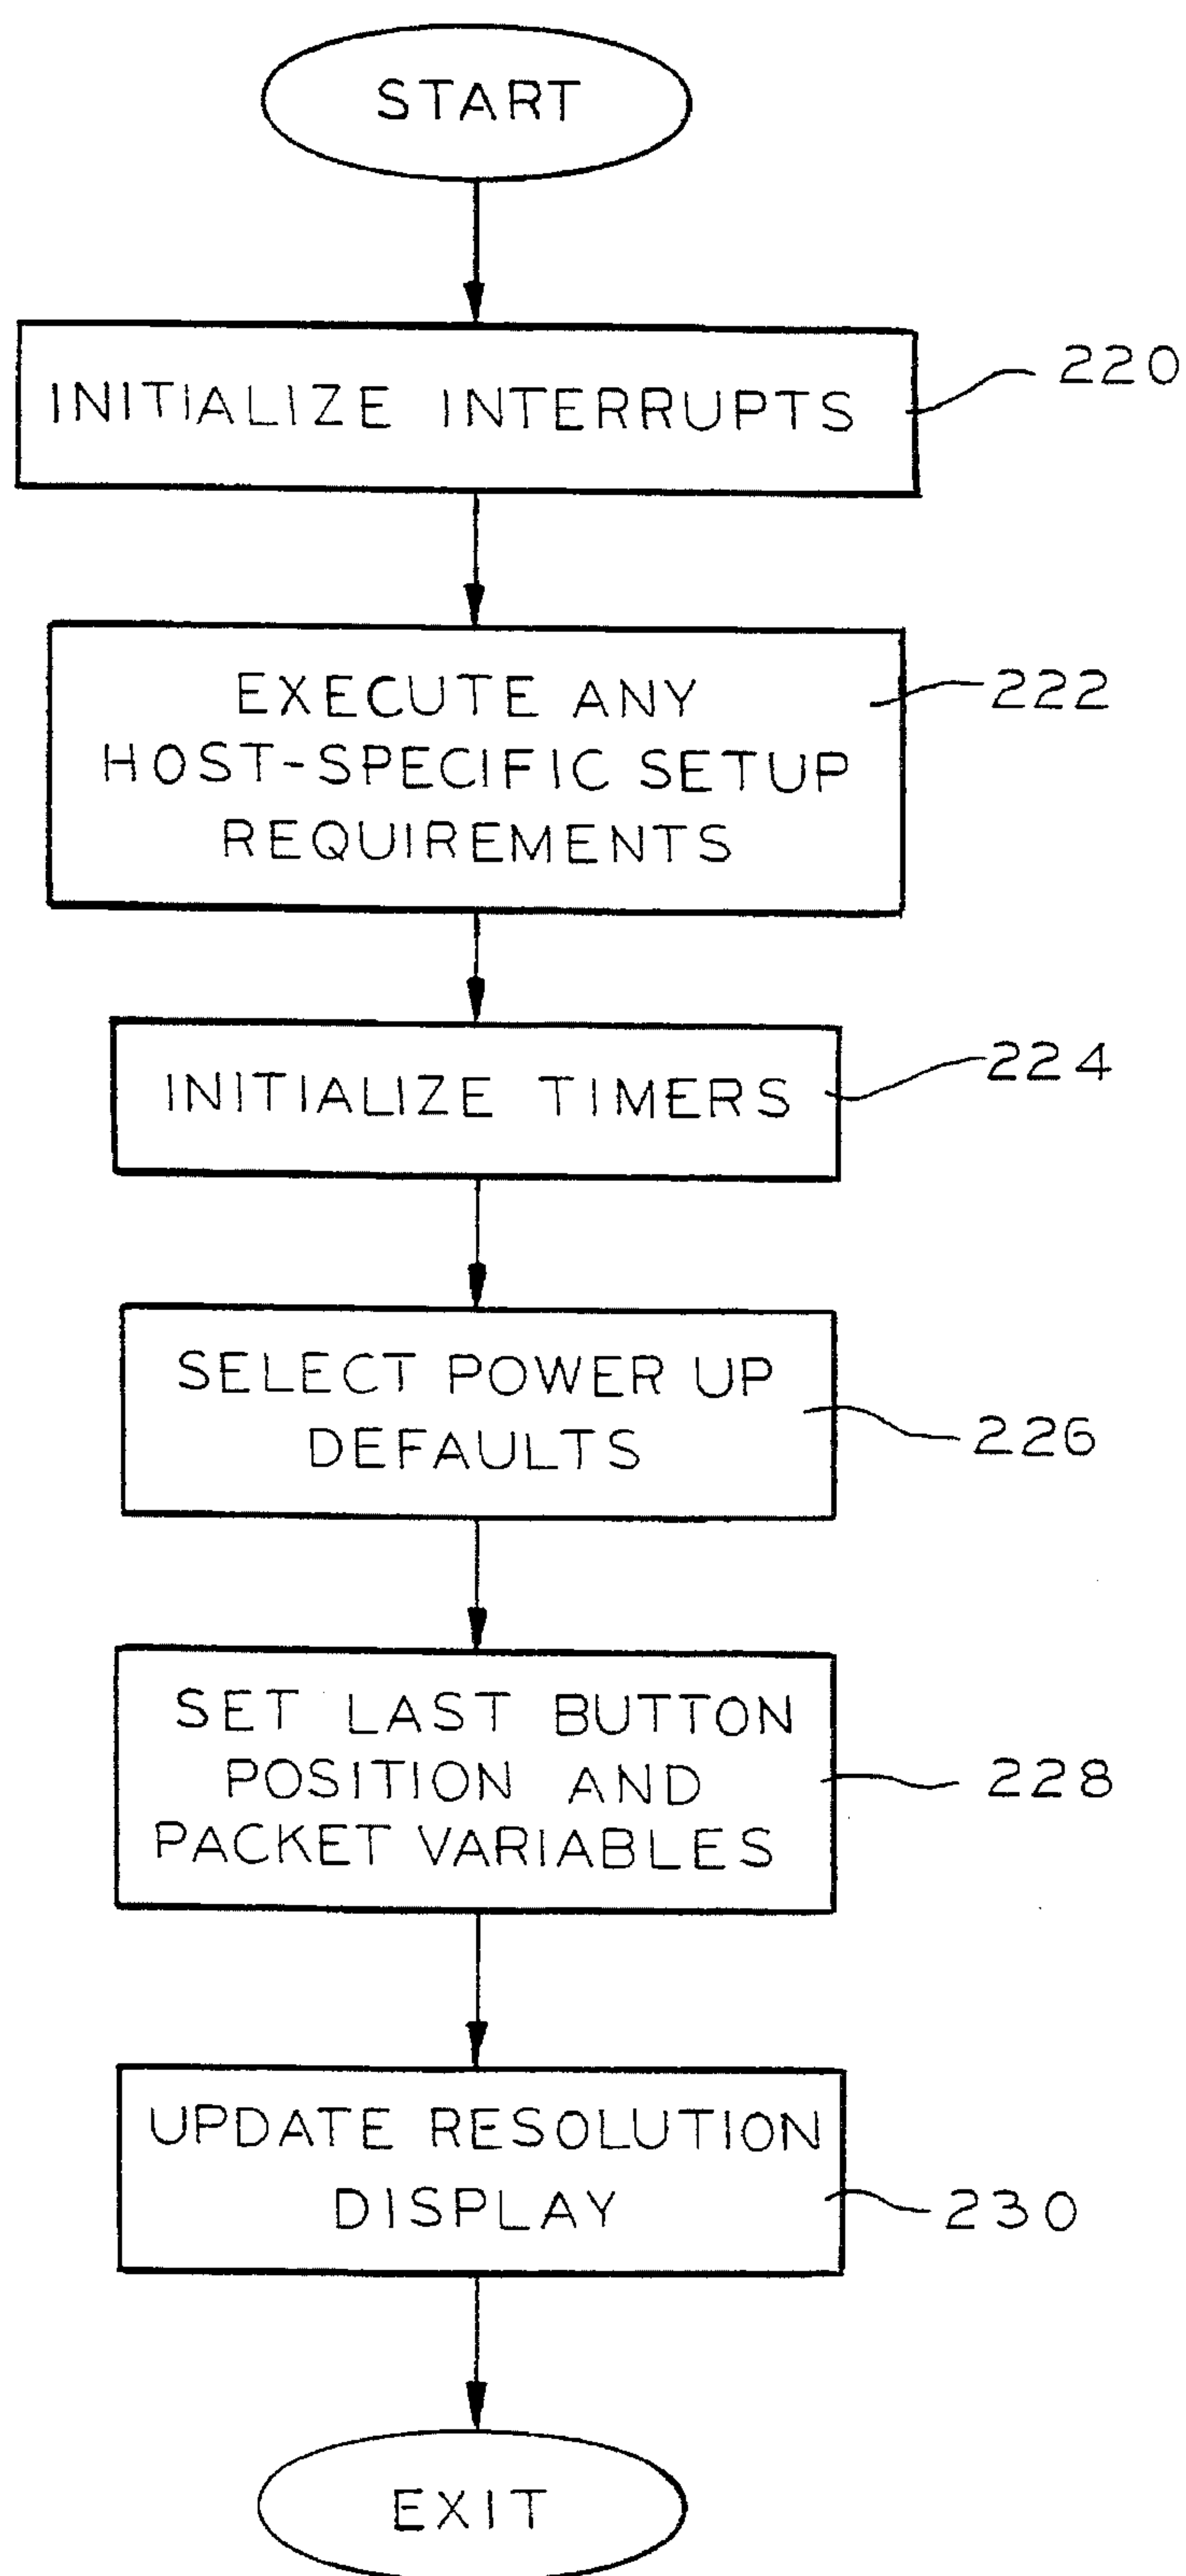 START
INITIALIZE INTERRUPTS
220
EXECUTE ANY
HOST-SPECIFIC SETUP
REQUIREMENTS
222
INITIALIZE TIMERS
224
SELECT POWER UP
DEFAULTS
226
SET LAST BUTTON
POSITION AND
PACKET VARIABLES
228
UPDATE RESOLUTION
DISPLAY
230
EXIT